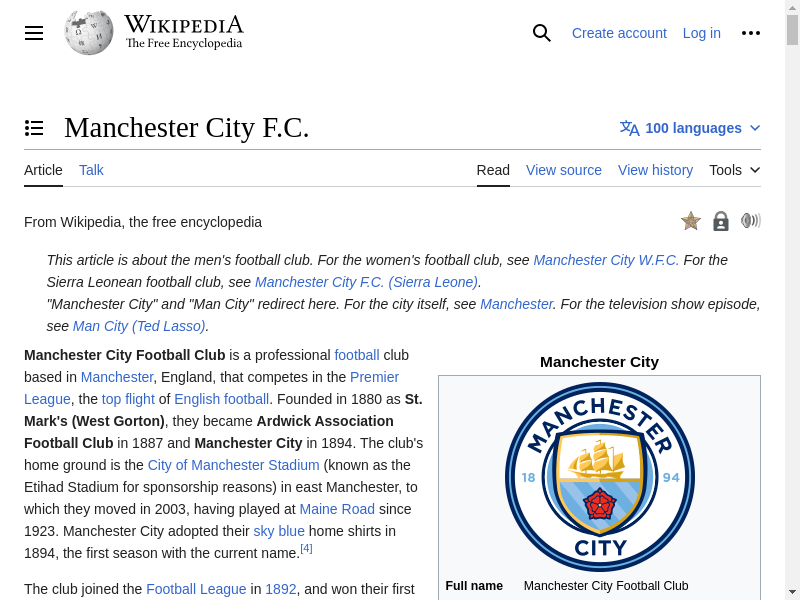 WIKIPEDIA
The Free Encyclopedia
Create account
Log in
Manchester City F.C.
100 languages
Article
Talk
Read
View source
View history
Tools
From Wikipedia, the free encyclopedia
This article is about the men's football club. For the women's football club, see Manchester City W.F.C. For the
Sierra Leonean football club, see Manchester City F.C. (Sierra Leone).
"Manchester City" and "Man City" redirect here. For the city itself, see Manchester. For the television show episode,
see Man City (Ted Lasso).
Manchester City Football Club is a professional football club
based in Manchester, England, that competes in the Premier
League, the top flight of English football. Founded in 1880 as St.
Mark's (West Gorton), they became Ardwick Association
Football Club in 1887 and Manchester City in 1894. The club's
home ground is the City of Manchester Stadium (known as the
Etihad Stadium for sponsorship reasons) in east Manchester, to
which they moved in 2003, having played at Maine Road since
1923. Manchester City adopted their sky blue home shirts in
1894, the first season with the current name.[4]
The club joined the Football League in 1892, and won their first
Manchester City
MANCHESTER
18 94
CITY
Full name Manchester City Football Club